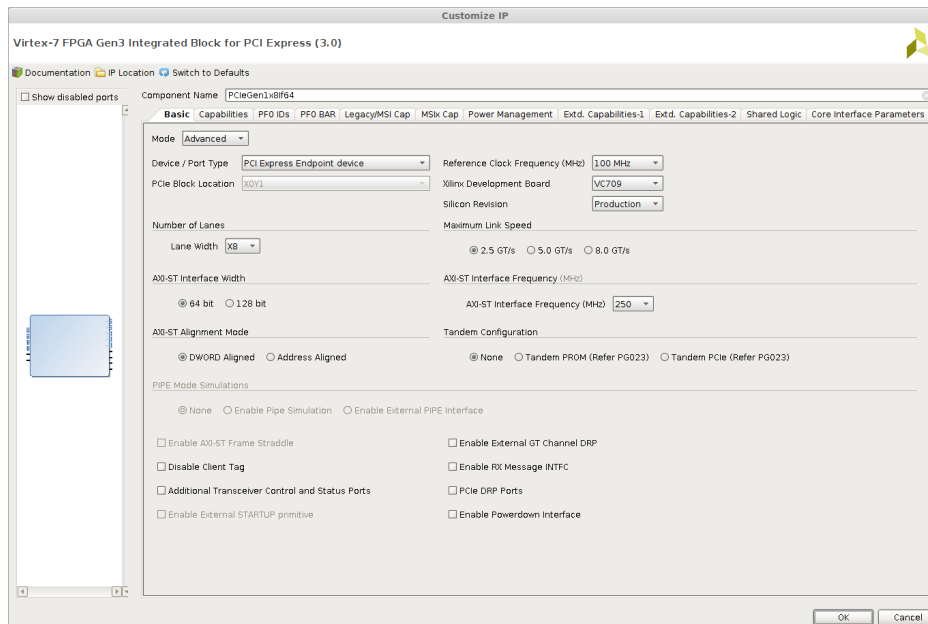 Customize IP
Virtex-7 FPGA Gen3 Integrated Block for PCI Express (3.0)
Documentation IP Location Switch to Defaults
Show disabled ports
Component Name PCIeGen1x8If64
Basic Capabilities PF0 IDs PF0 BAR Legacy/MSI Cap MSIx Cap Power Management Extd. Capabilities-1 Extd. Capabilities-2 Shared Logic Core Interface Parameters
Mode Advanced
Device / Port Type PCI Express Endpoint device Reference Clock Frequency (MHz) 100 MHz
PCIe Block Location X0Y1 Xilinx Development Board VC709
Silicon Revision Production
Number of Lanes Maximum Link Speed
Lane Width X8 2.5 GT/s 5.0 GT/s 8.0 GT/s
AXI-ST Interface Width AXI-ST Interface Frequency (MHz)
64 bit 128 bit AXI-ST Interface Frequency (MHz) 250
AXI-ST Alignment Mode Tandem Configuration
DWORD Aligned Address Aligned None Tandem PROM (Refer PG023) Tandem PCIe (Refer PG023)
PIPE Mode Simulations
None Enable Pipe Simulation Enable External PIPE Interface
Enable AXI-ST Frame Straddle Enable External GT Channel DRP
Disable Client Tag Enable RX Message INTFC
Additional Transceiver Control and Status Ports PCIe DRP Ports
Enable External STARTUP primitive Enable Powerdown Interface
OK Cancel